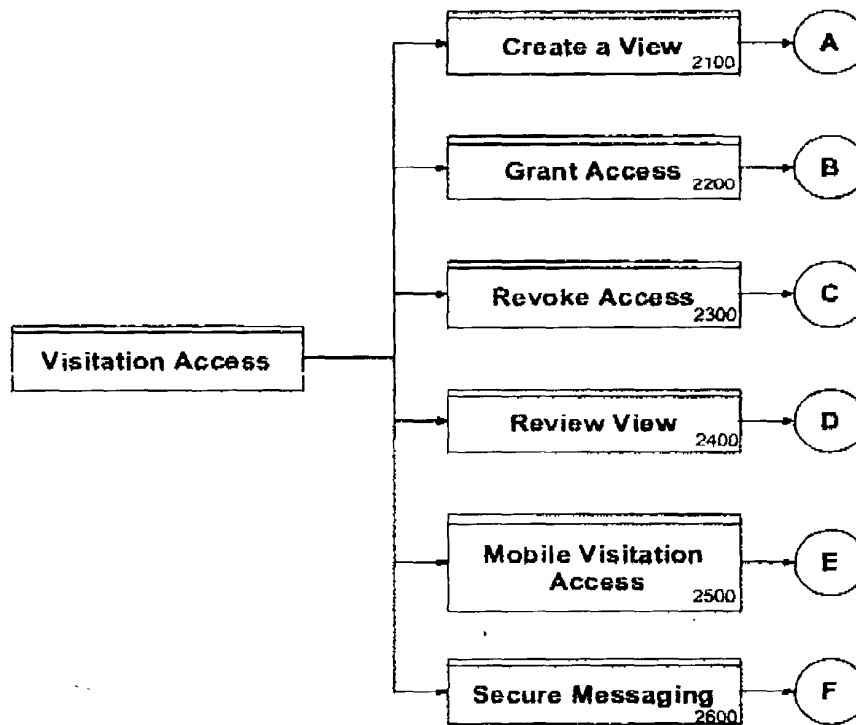 Create a View
2100
A
Grant Access
2200
B
Revoke Access
2300
C
Visitation Access
Review View
2400
D
Mobile Visitation
Access
2500
E
Secure Messaging
2600
F